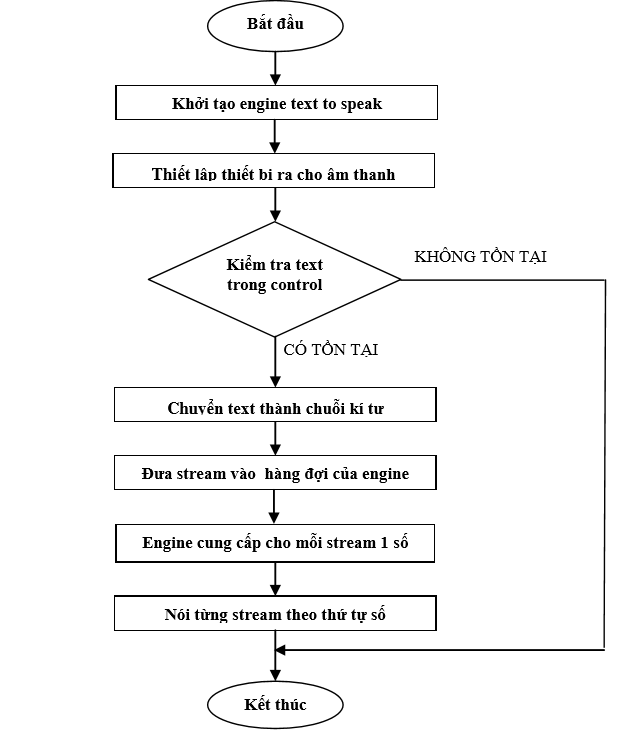 Bắt đầu
Khởi tạo engine text to speak
Thiết lập thiết bị ra cho âm thanh
Kiểm tra text
trong control
KHÔNG TỒN TẠI
CÓ TỒN TẠI
Chuyển text thành chuỗi kí tự
Đưa stream vào hàng đợi của engine
Engine cung cấp cho mỗi stream 1 số
Nói từng stream theo thứ tự số
Kết thúc